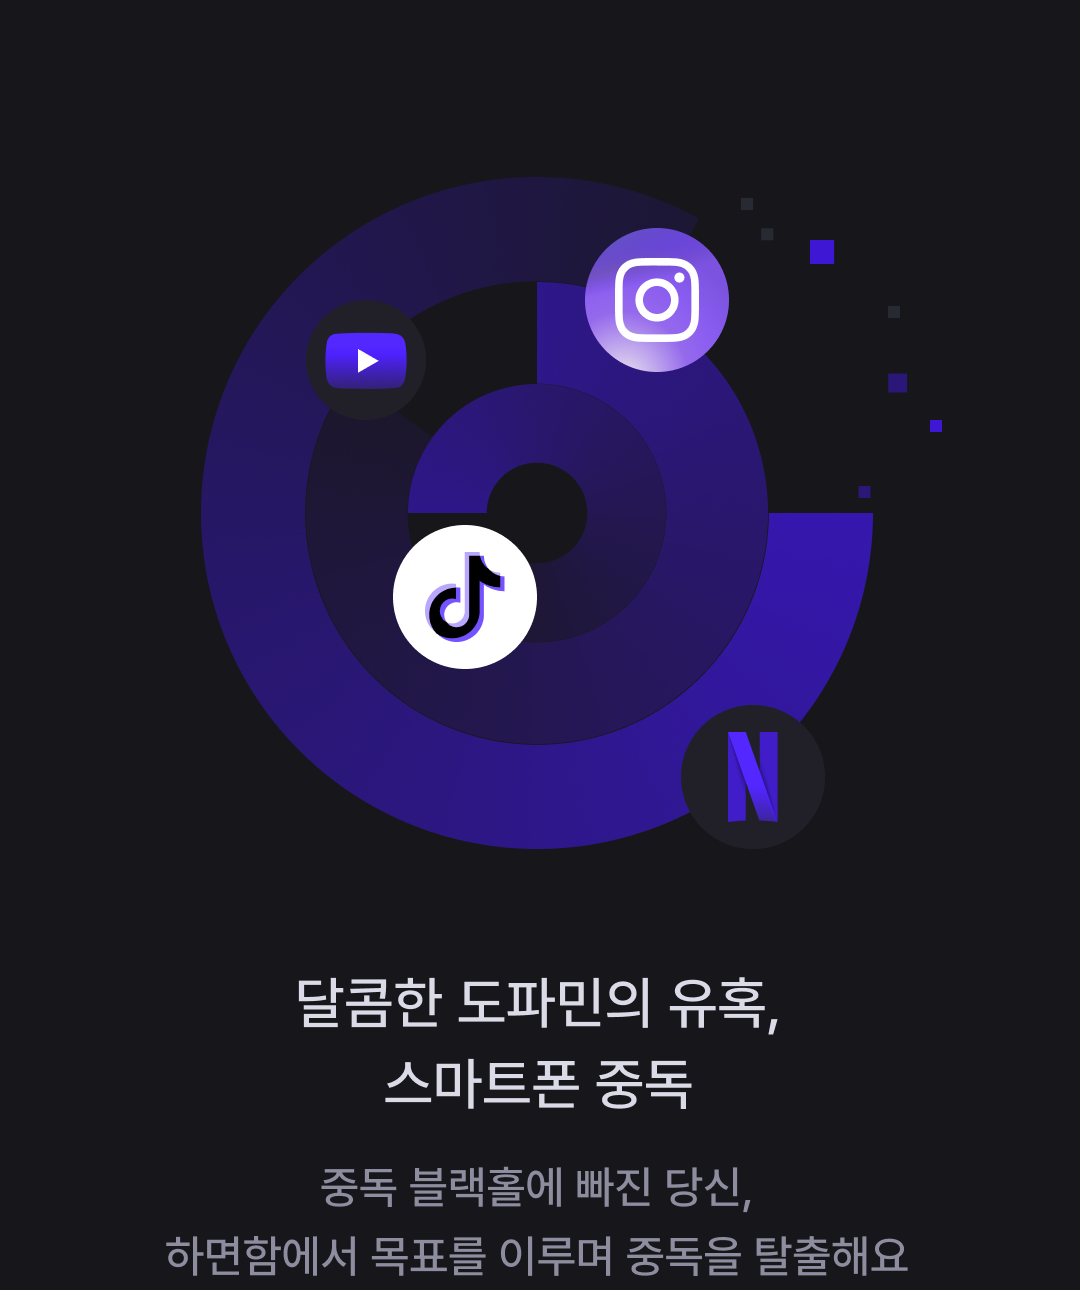 달콤한 도파민의 유혹,
스마트폰 중독
중독 블랙홀에 빠진 당신,
하면함에서 목표를 이루며 중독을 탈출해요